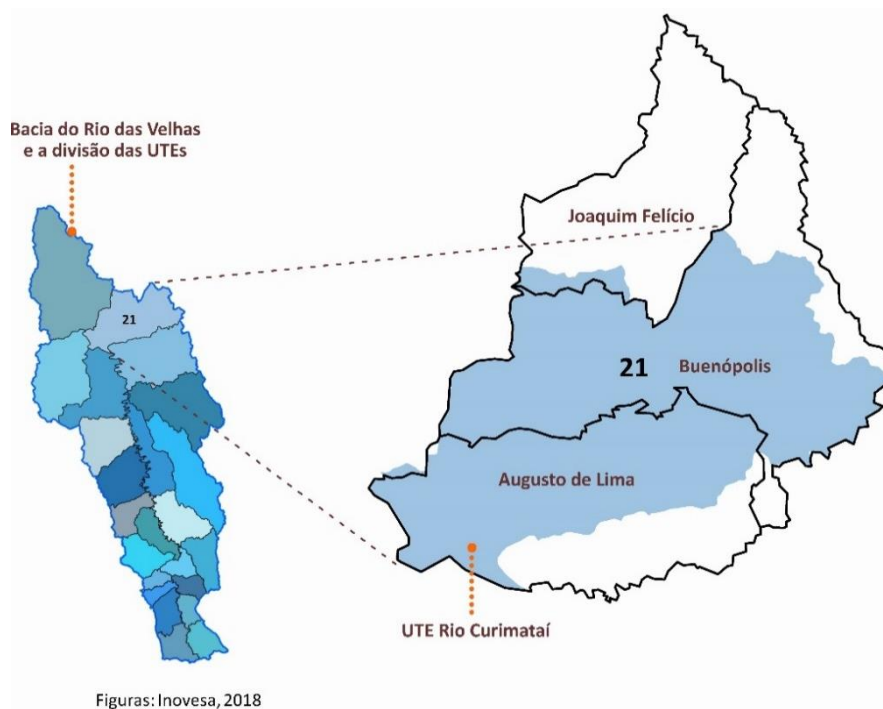 Bacia do Rio das Velhas
e a divisão das UTEs
21
Joaquim Felício
21
Buenópolis
Augusto de Lima
UTE Rio Curimataí
Figuras: Inovesa, 2018